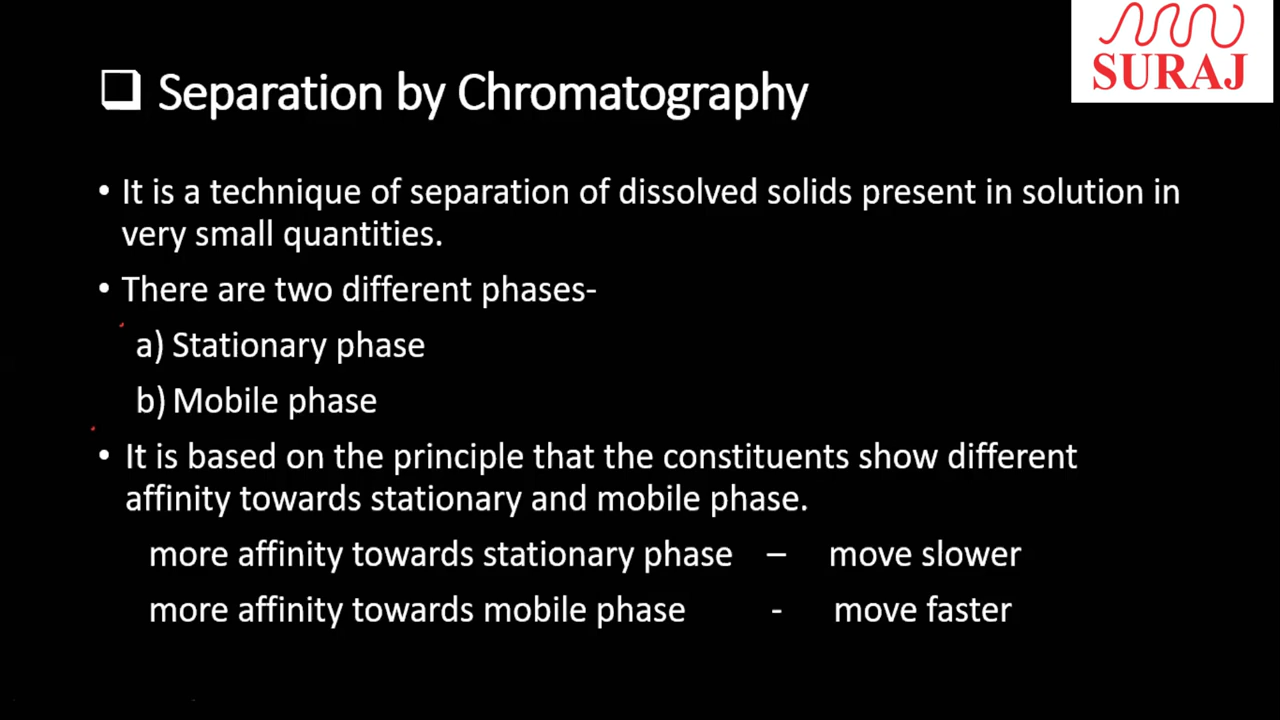 SURAJ
❑ Separation by Chromatography
• It is a technique of separation of dissolved solids present in solution in
very small quantities.
• There are two different phases-
a) Stationary phase
b) Mobile phase
• It is based on the principle that the constituents show different
affinity towards stationary and mobile phase.
more affinity towards stationary phase – move slower
more affinity towards mobile phase - move faster